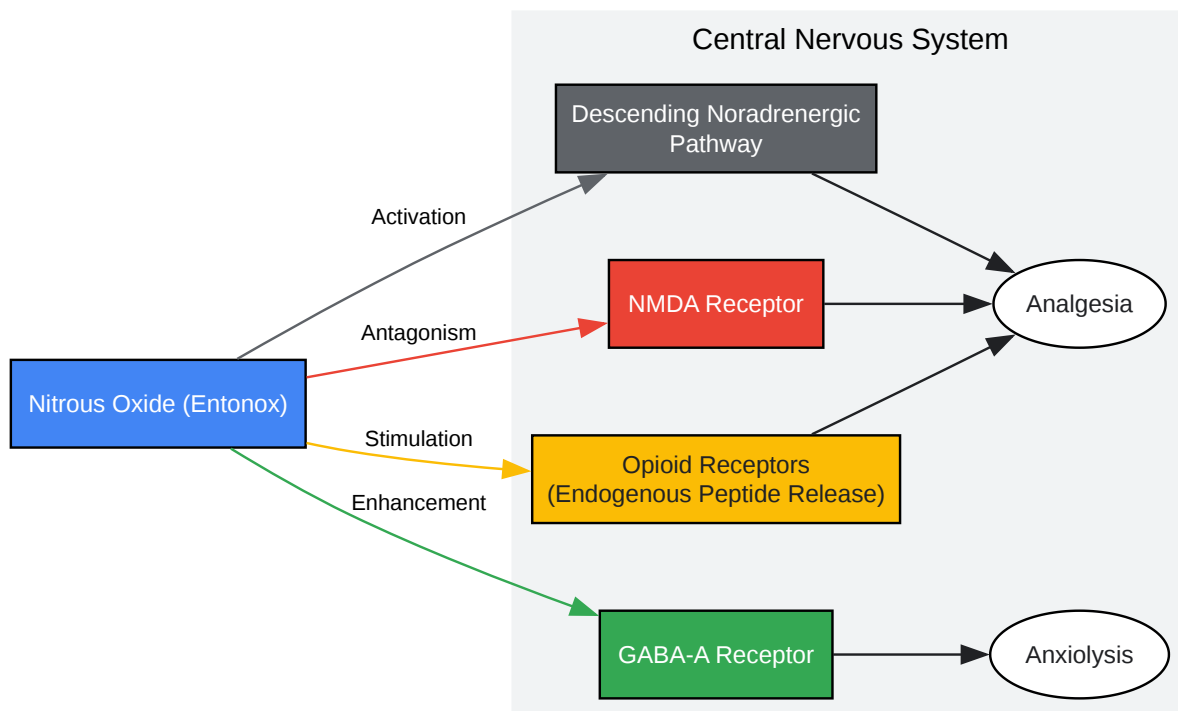 Central Nervous System
Descending Noradrenergic
Pathway
Activation
NMDA Receptor
Analgesia
Antagonism
Nitrous Oxide (Entonox)
Stimulation
Opioid Receptors
(Endogenous Peptide Release)
Enhancement
GABA-A Receptor
Anxiolysis